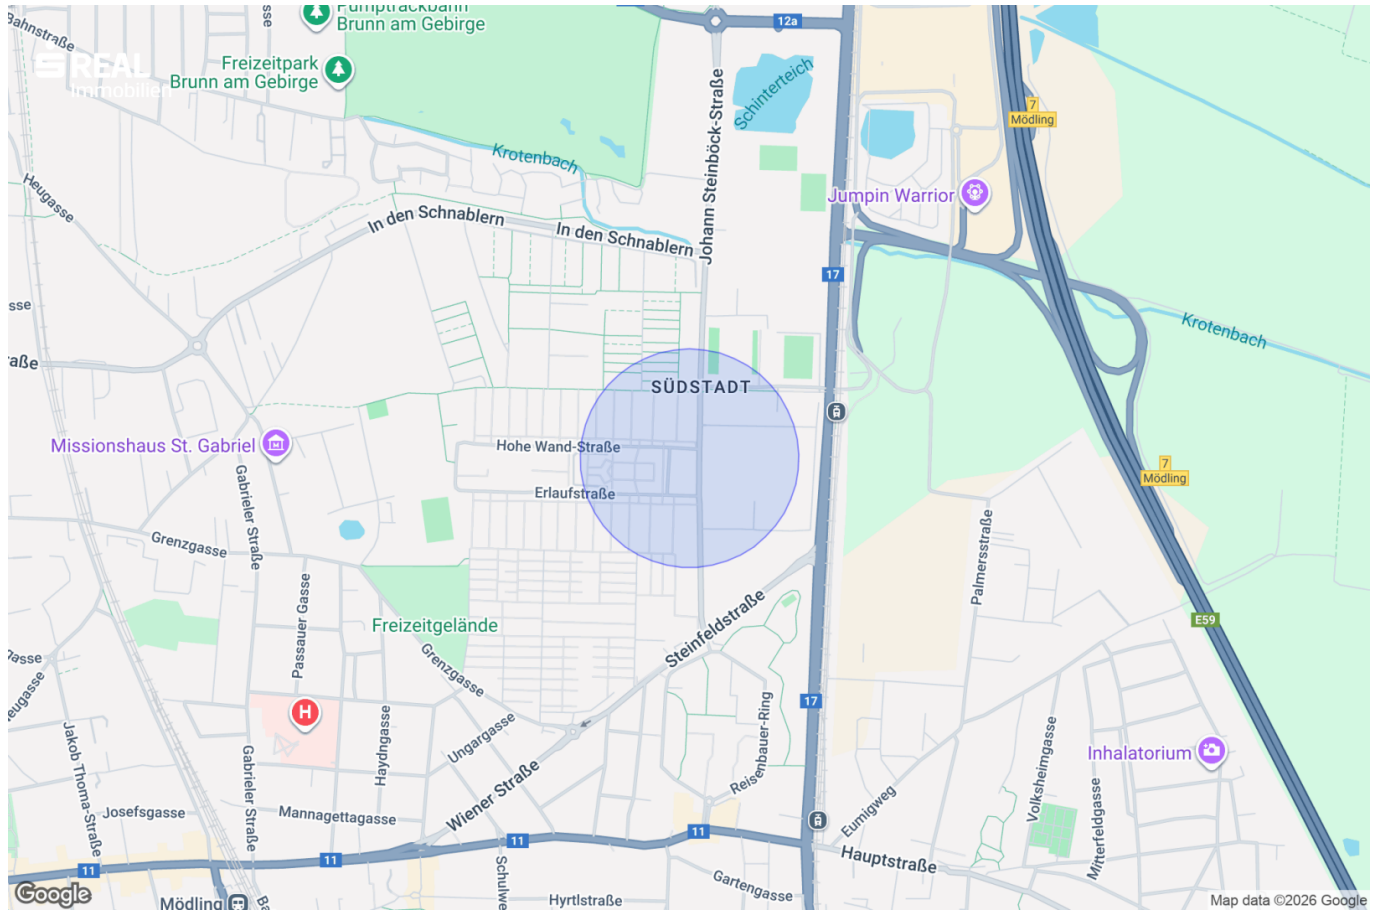 Pumptrackbahn
Brunn am Gebirge
12a
Bahnstraße
Freizeitpark
Brunn am Gebirge
SREAL
Immobilien
Schinterteich
7
Mödling
Johann Steinböck-Straße
Krotenbach
Heugasse
Jumpin Warrior
In den Schnablern
In den Schnablern
17
Krotenbach
SÜDSTADT
Missionshaus St. Gabriel
Hohe Wand-Straße
7
Mödling
Erlaufstraße
Gabrieler Straße
Grenzgasse
Palmersstraße
Passauer Gasse
Freizeitgelände
Steinfeldstraße
E59
Grenzgasse
17
H
Jakob Thoma-Straße
Gabrieler Straße
Haydngasse
Ungargasse
Reisenbauer-Ring
Volksheimgasse
Inhalatorium
Wiener Straße
Eumigweg
Mitterfeldgasse
Josefsgasse
Mannagettagasse
11
11
11
11
Hauptstraße
Gartengasse
Schulwe
Hyrtlstraße
Mödling
Google
Map data ©2026 Google